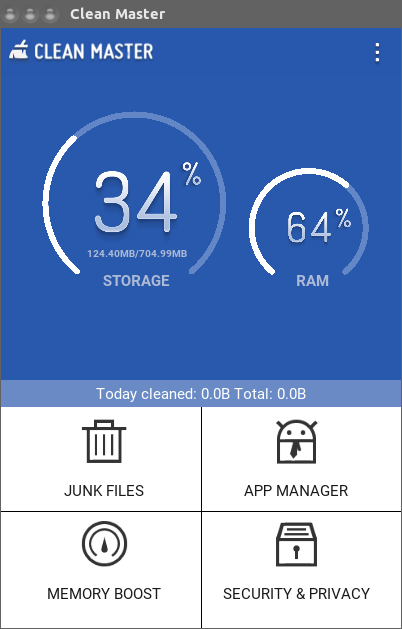 Clean Master
CLEAN MASTER
34%
124.40MB/704.99MB
STORAGE
64%
RAM
Today cleaned: 0.0B Total: 0.0B
JUNK FILES
APP MANAGER
MEMORY BOOST
SECURITY & PRIVACY